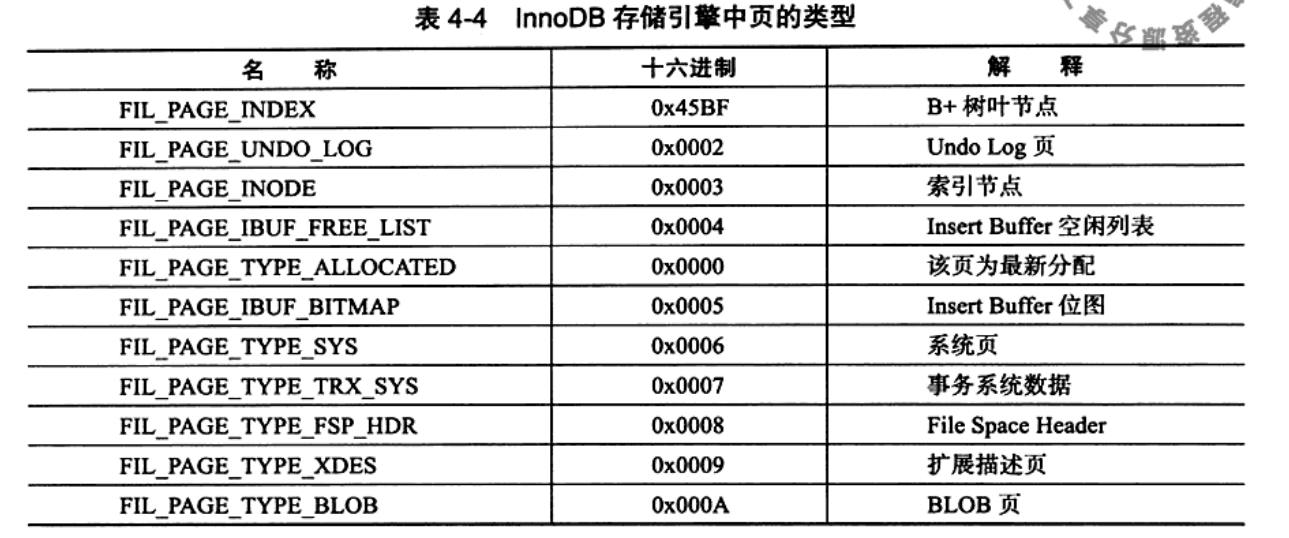 表 4-4 InnoDB 存储引擎中页的类型
名 称 十六进制 解 释
FIL_PAGE_INDEX 0x45BF B+ 树叶节点
FIL_PAGE_UNDO_LOG 0x0002 Undo Log 页
FIL_PAGE_INODE 0x0003 索引节点
FIL_PAGE_IBUF_FREE_LIST 0x0004 Insert Buffer 空闲列表
FIL_PAGE_TYPE_ALLOCATED 0x0000 该页为最新分配
FIL_PAGE_IBUF_BITMAP 0x0005 Insert Buffer 位图
FIL_PAGE_TYPE_SYS 0x0006 系统页
FIL_PAGE_TYPE_TRX_SYS 0x0007 事务系统数据
FIL_PAGE_TYPE_FSP_HDR 0x0008 File Space Header
FIL_PAGE_TYPE_XDES 0x0009 扩展描述页
FIL_PAGE_TYPE_BLOB 0x000A BLOB 页
享分源资